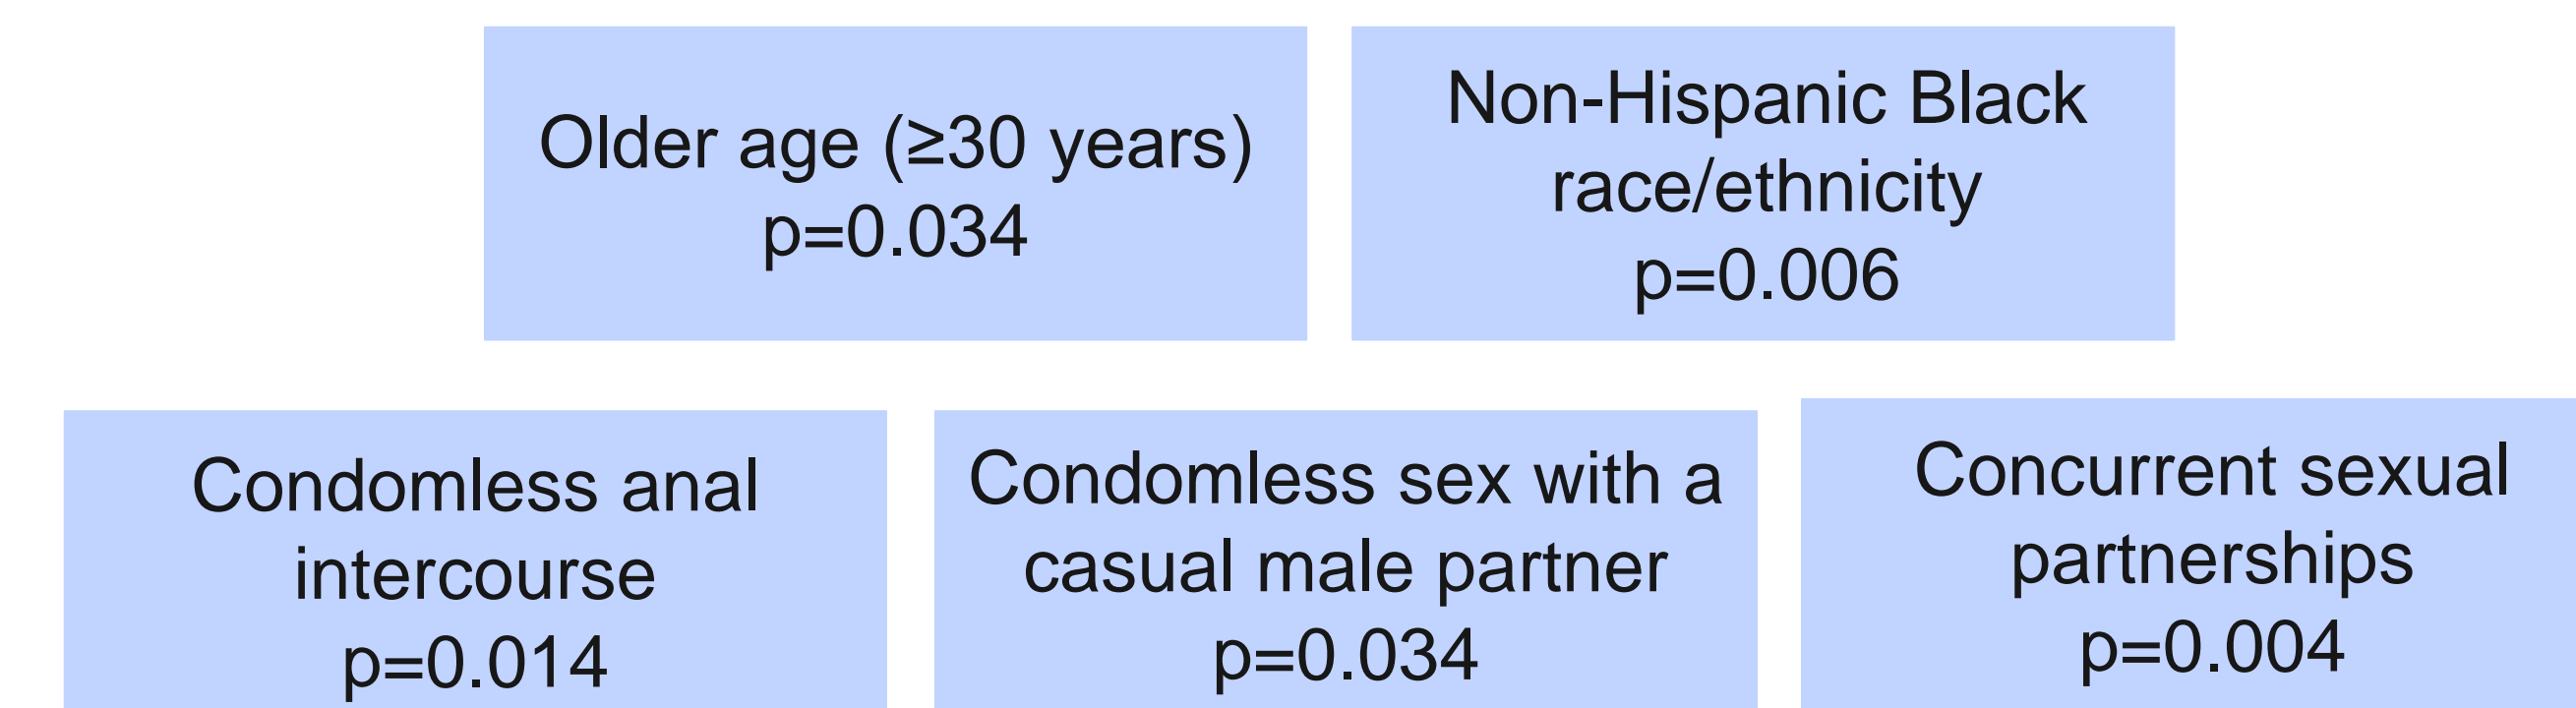 Older age (≥30 years)
p=0.034
Non-Hispanic Black
race/ethnicity
p=0.006
Condomless anal
intercourse
p=0.014
Condomless sex with a
casual male partner
p=0.034
Concurrent sexual
partnerships
p=0.004